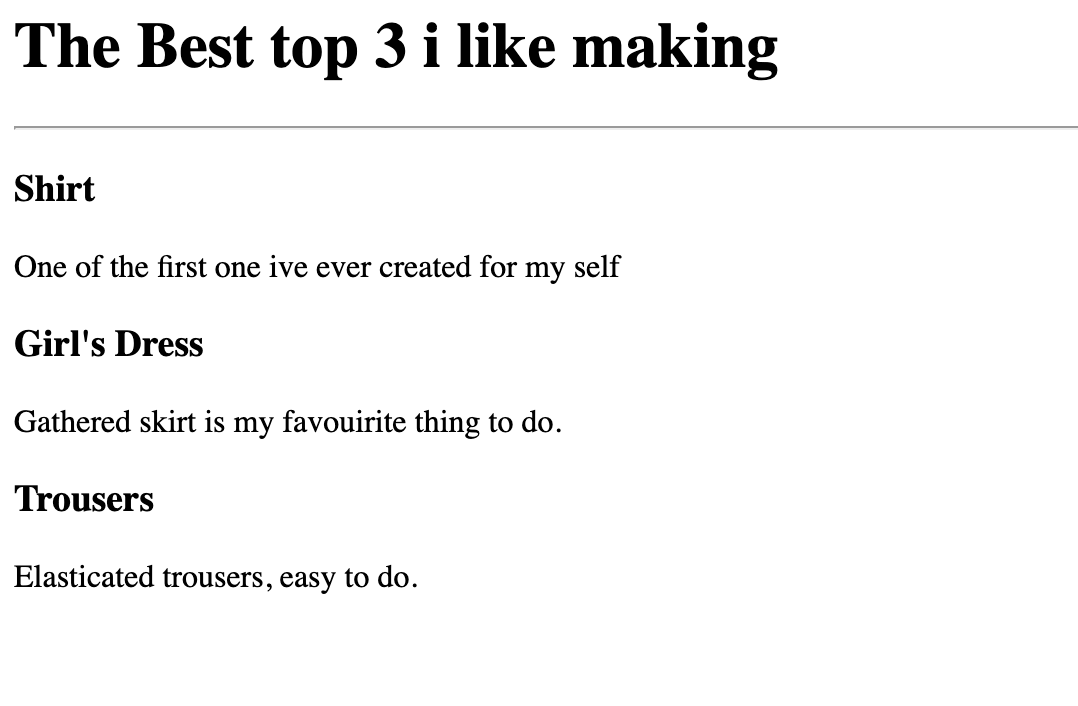 The Best top 3 i like making
Shirt
One of the first one ive ever created for my self
Girl's Dress
Gathered skirt is my favouirite thing to do.
Trousers
Elasticated trousers, easy to do.